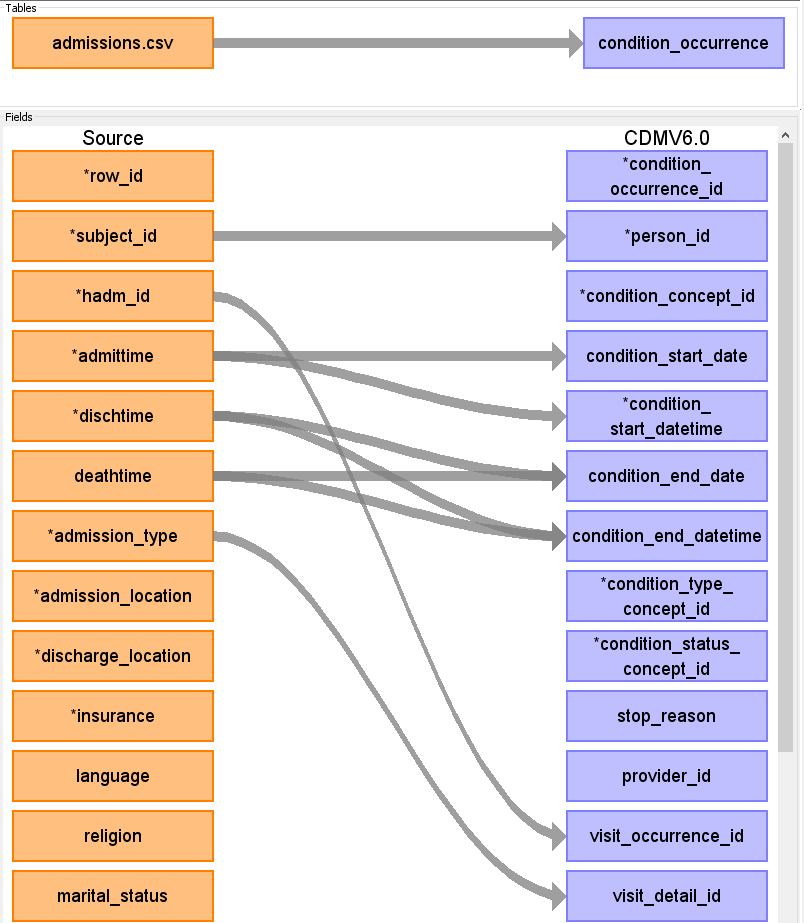 Tables
admissions.csv
condition_occurrence
Fields
Source
CDMV6.0
*row_id
*condition_
occurrence_id
*subject_id
*person_id
*hadm_id
*condition_concept_id
*admittime
condition_start_date
*dischtime
*condition_
start_datetime
deathtime
condition_end_date
*admission_type
condition_end_datetime
*admission_location
*condition_type_
concept_id
*discharge_location
*condition_status_
concept_id
*insurance
stop_reason
language
provider_id
religion
visit_occurrence_id
marital_status
visit_detail_id